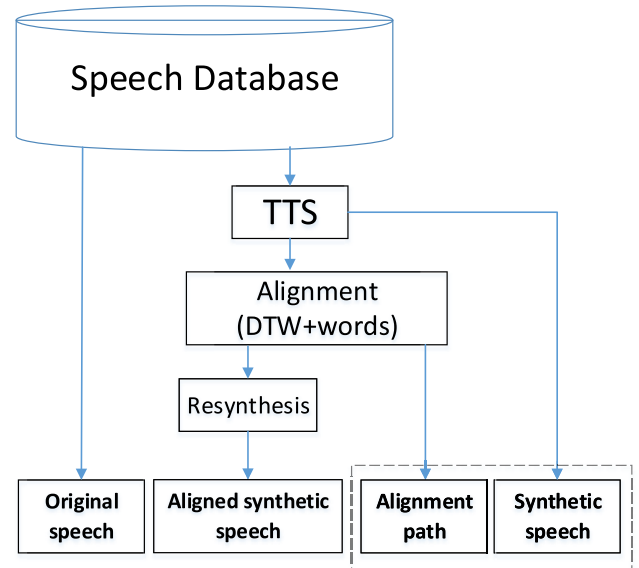 Speech Database
TTS
Alignment
(DTW+words)
Resynthesis
Original
speech
Aligned synthetic
speech
Alignment
path
Synthetic
speech